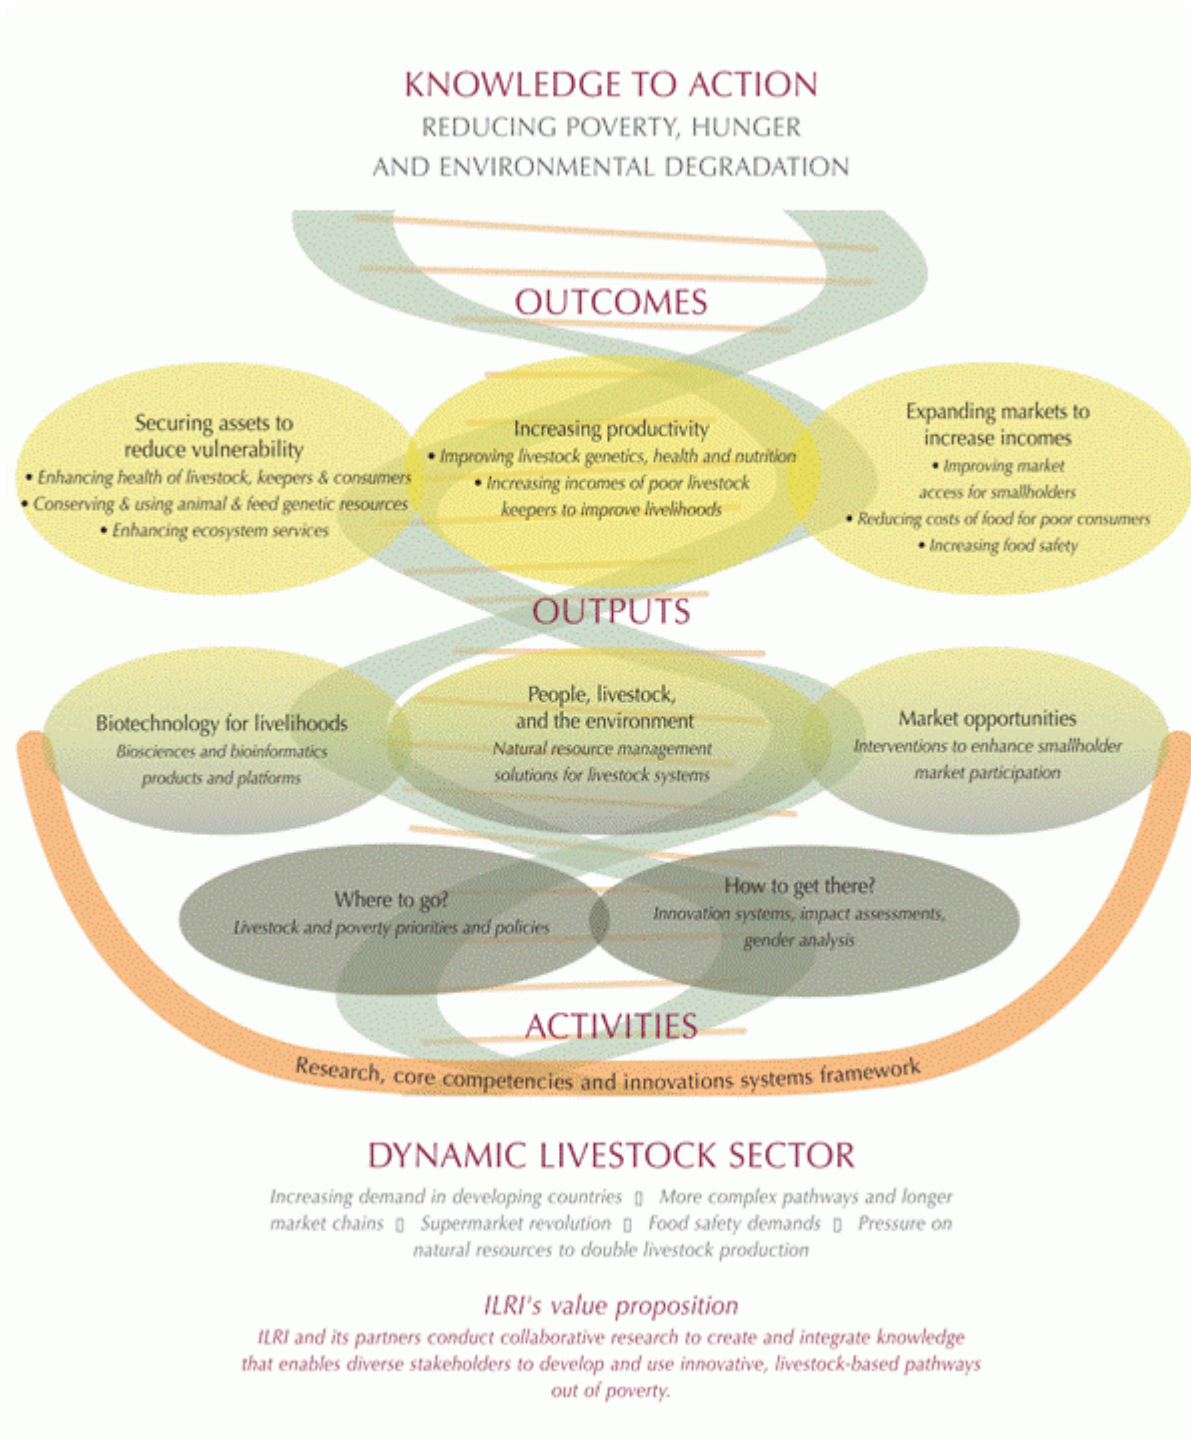 KNOWLEDGE TO ACTION
REDUCING POVERTY, HUNGER
AND ENVIRONMENTAL DEGRADATION
OUTCOMES
Securing assets to
reduce vulnerability
• Enhancing health of livestock, keepers & consumers
• Conserving & using animal & feed genetic resources
• Enhancing ecosystem services
Increasing productivity
• Improving livestock genetics, health and nutrition
• Increasing incomes of poor livestock
keepers to improve livelihoods
Expanding markets to
increase incomes
• Improving market
access for smallholders
• Reducing costs of food for poor consumers
• Increasing food safety
OUTPUTS
Biotechnology for livelihoods
Biosciences and bioinformatics
products and platforms
People, livestock,
and the environment
Natural resource management
solutions for livestock systems
Market opportunities
Interventions to enhance smallholder
market participation
Where to go?
Livestock and poverty priorities and policies
How to get there?
Innovation systems, impact assessments,
gender analysis
ACTIVITIES
Research, core competencies and innovations systems framework
DYNAMIC LIVESTOCK SECTOR
Increasing demand in developing countries ▯ More complex pathways and longer
market chains ▯ Supermarket revolution ▯ Food safety demands ▯ Pressure on
natural resources to double livestock production
ILRI's value proposition
ILRI and its partners conduct collaborative research to create and integrate knowledge
that enables diverse stakeholders to develop and use innovative, livestock-based pathways
out of poverty.